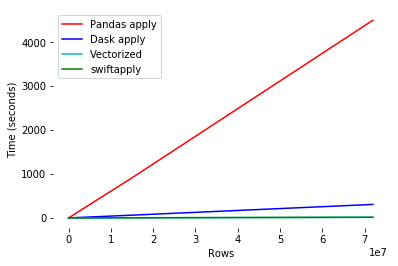 Pandas apply
Dask apply
Vectorized
swiftapply
4000
3000
2000
1000
0
Time (seconds)
0 1 2 3 4 5 6 7
1e7
Rows